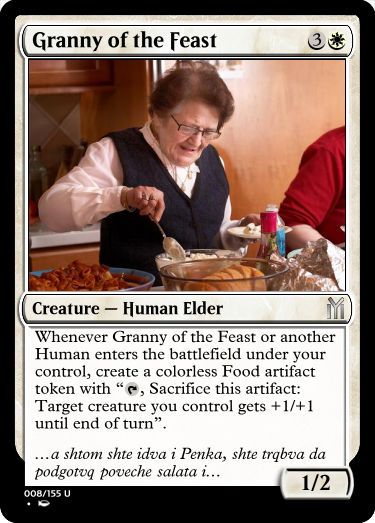 Granny of the Feast 3
Creature — Human Elder
Whenever Granny of the Feast or another
Human enters the battlefield under your
control, create a colorless Food artifact
token with “, Sacrifice this artifact:
Target creature you control gets +1/+1
until end of turn”.
…a shtom shte idva i Penka, shte trqbva da
podgotvq poveche salata i…
1/2
008/155 U